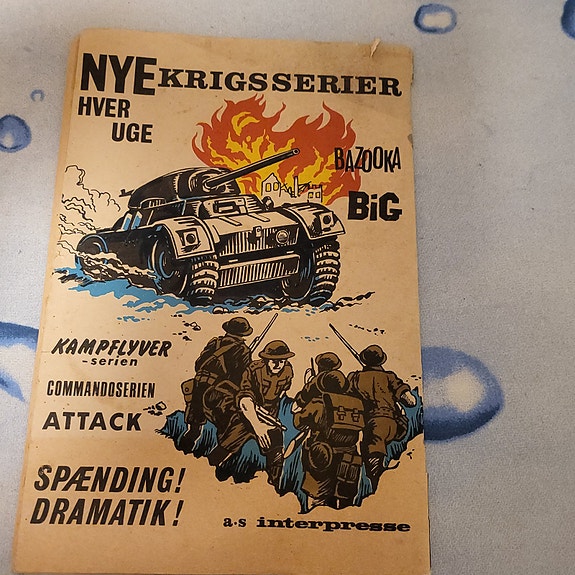 NYE KRIGSSERIER
HVER
UGE
BAZOOKA
BiG
KAMPFLYVER
-serien
COMMANDOSERIEN
ATTACK
SPÆNDING!
DRAMATIK!
a·s interpresse